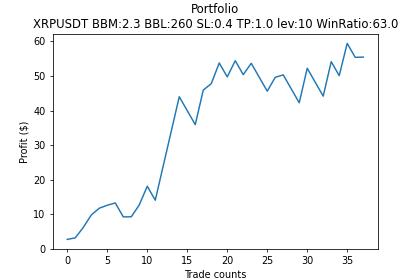 Portfolio
XRPUSDT BBM:2.3 BBL:260 SL:0.4 TP:1.0 lev:10 WinRatio:63.0
60
50
40
30
20
10
0
Profit ($)
0 5 10 15 20 25 30 35
Trade counts